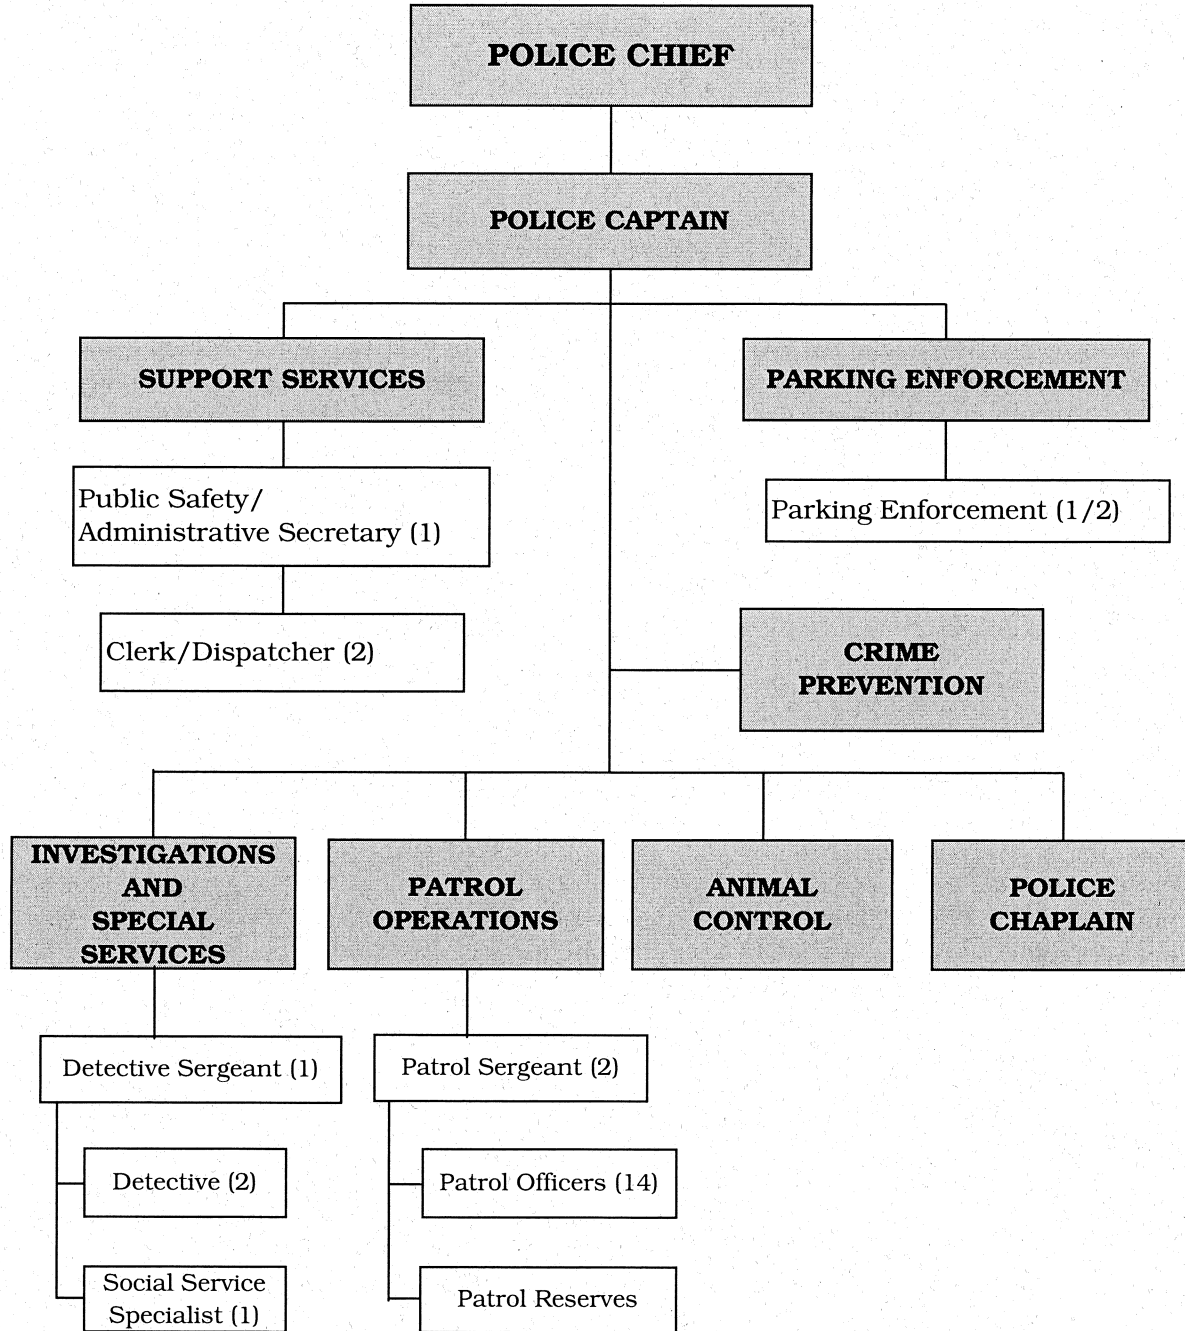 POLICE CHIEF
POLICE CAPTAIN
SUPPORT SERVICES
PARKING ENFORCEMENT
Public Safety/
Administrative Secretary (1)
Parking Enforcement (1/2)
Clerk/Dispatcher (2)
CRIME
PREVENTION
INVESTIGATIONS
AND
SPECIAL
SERVICES
PATROL
OPERATIONS
ANIMAL
CONTROL
POLICE
CHAPLAIN
Detective Sergeant (1)
Patrol Sergeant (2)
Detective (2)
Patrol Officers (14)
Social Service
Specialist (1)
Patrol Reserves